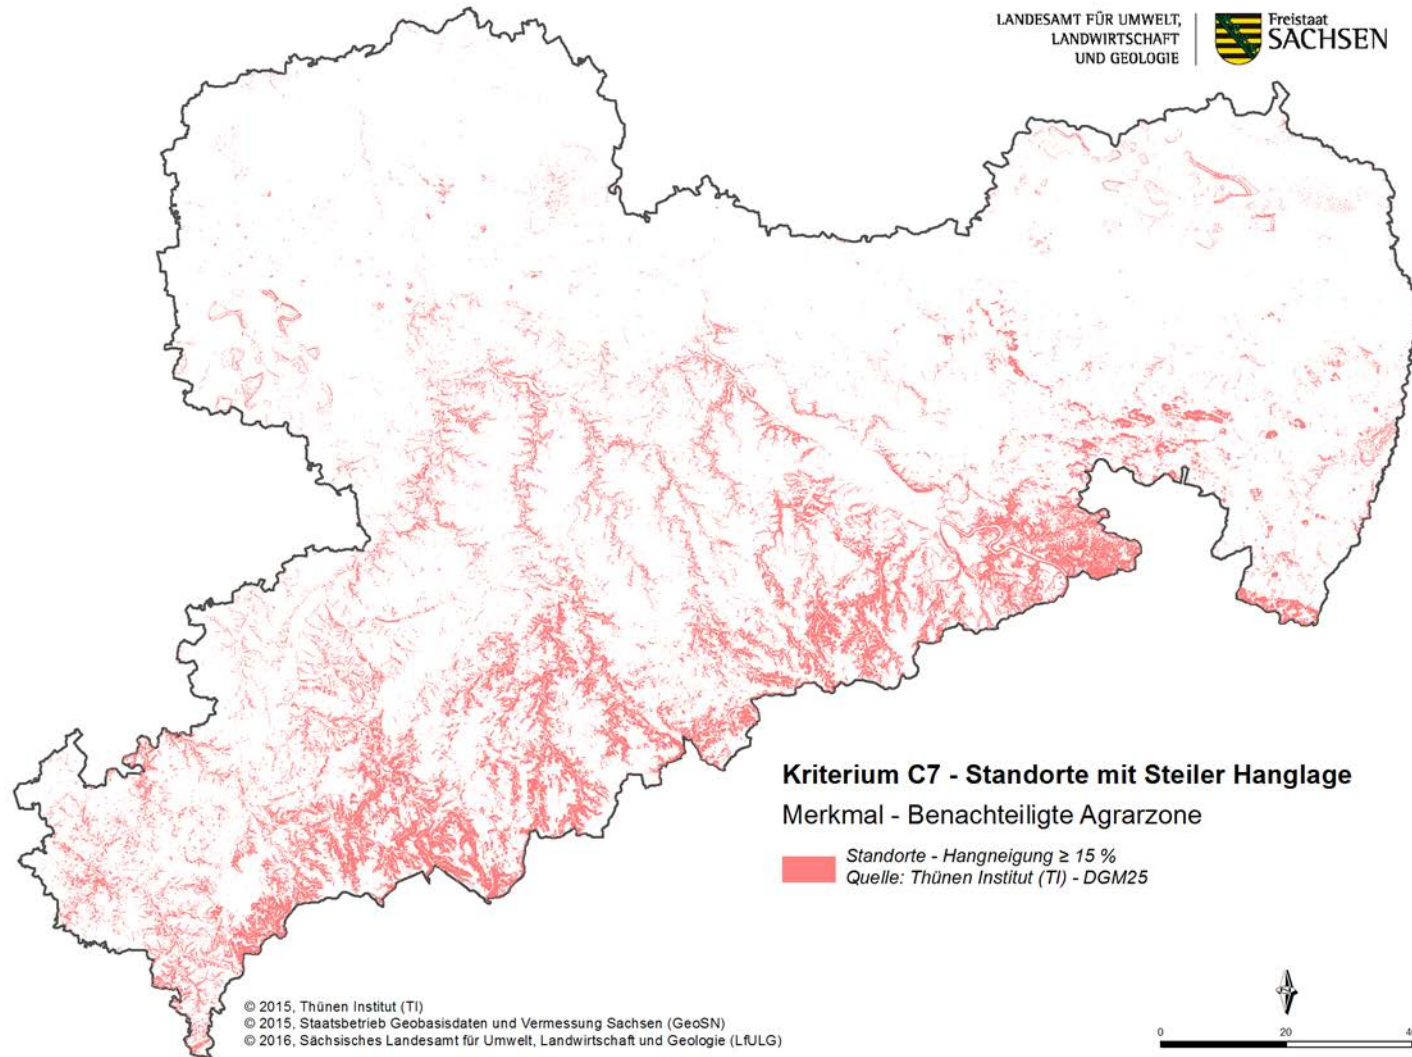 LANDESAMT FÜR UMWELT,
LANDWIRTSCHAFT
UND GEOLOGIE
Freistaat
SACHSEN
Kriterium C7 - Standorte mit Steiler Hanglage
Merkmal - Benachteiligte Agrarzone
Standorte - Hangneigung ≥ 15 %
Quelle: Thünen Institut (TI) - DGM25
© 2015, Thünen Institut (TI)
© 2015, Staatsbetrieb Geobasisdaten und Vermessung Sachsen (GeoSN)
© 2016, Sächsisches Landesamt für Umwelt, Landwirtschaft und Geologie (LfULG)
0 20